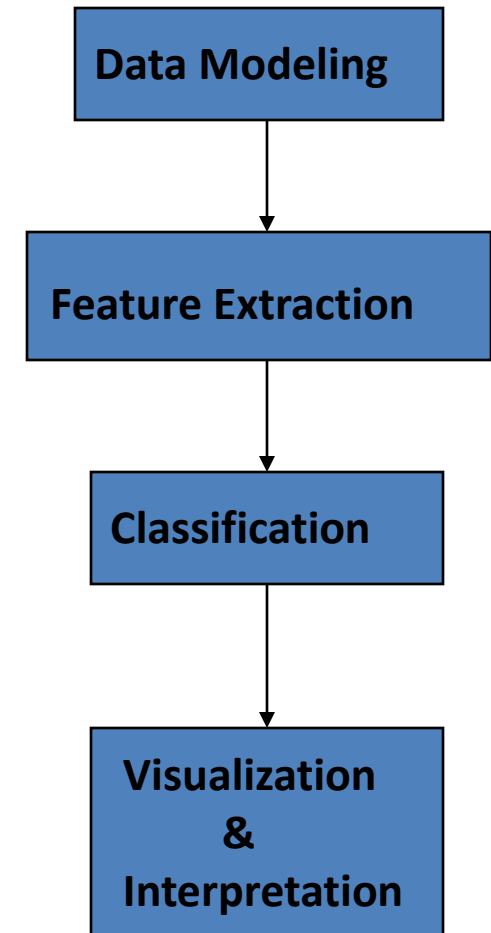 Data Modeling
Feature Extraction
Classification
Visualization
&
Interpretation